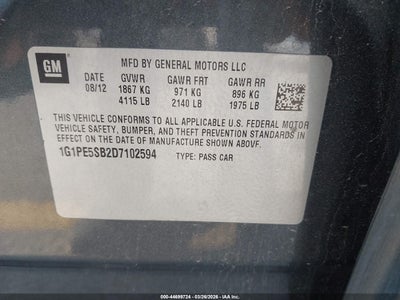 GM
MFD BY GENERAL MOTORS LLC
DATE GVWR GAWR FRT GAWR RR
08/12 1867 KG 971 KG 896 KG
4115 LB 2140 LB 1975 LB
THIS VEHICLE CONFORMS TO ALL APPLICABLE U.S. FEDERAL MOTOR
VEHICLE SAFETY, BUMPER, AND THEFT PREVENTION STANDARDS IN
EFFECT ON THE DATE OF MANUFACTURE SHOWN ABOVE.
1G1PE5SB2D7102594 TYPE: PASS CAR
000-44699724 - 03/26/2026 - IAA Inc.